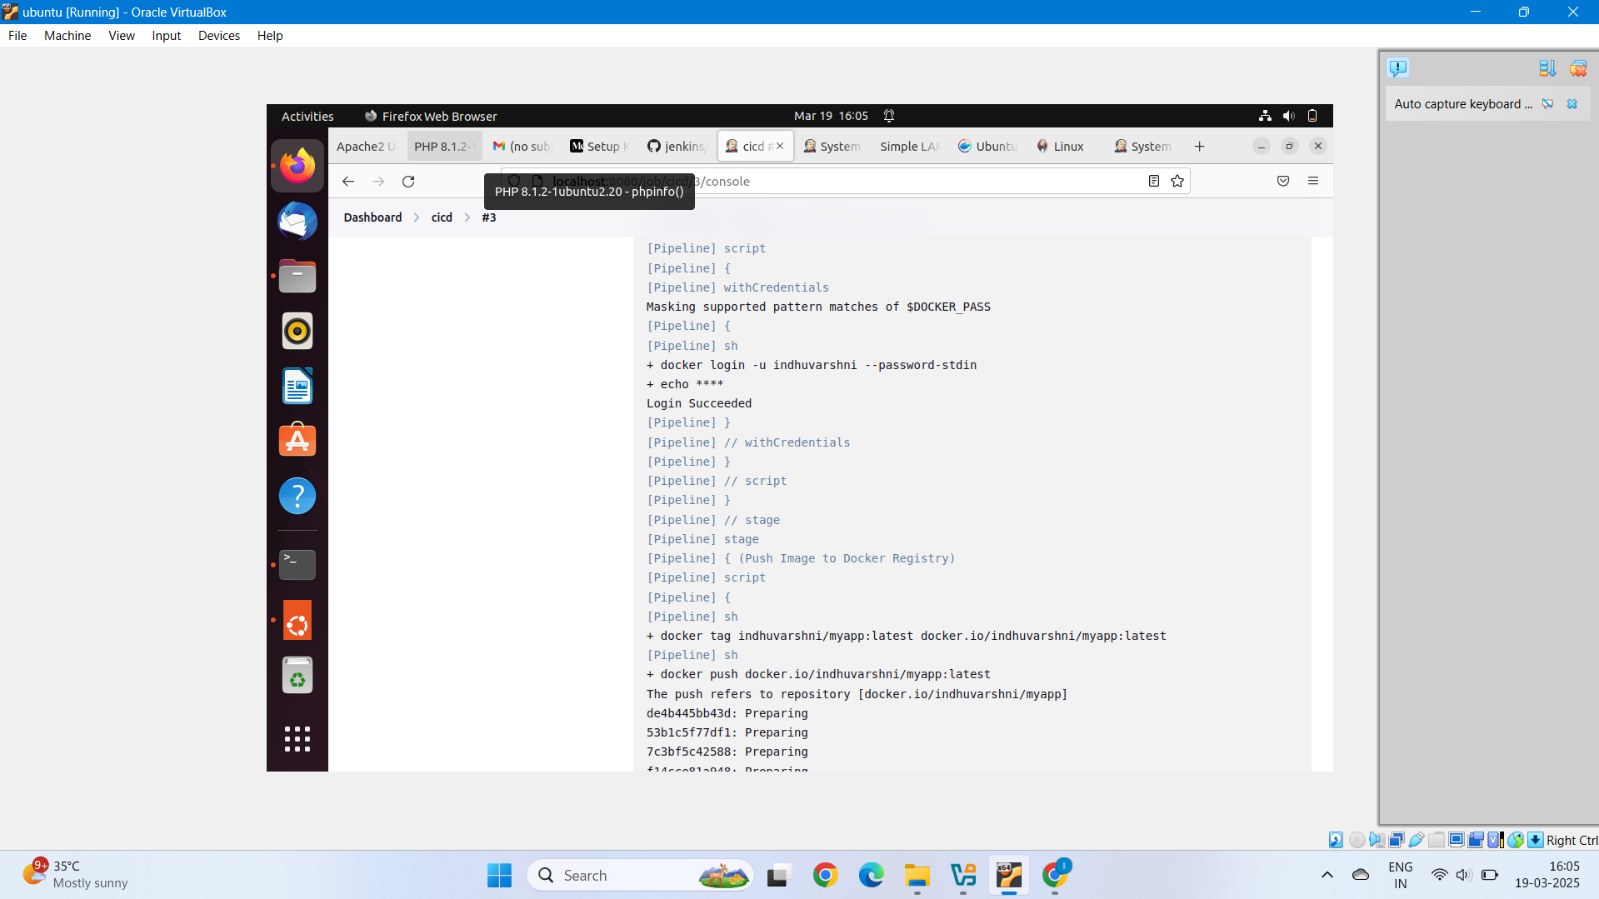 ubuntu [Running] - Oracle VirtualBox
File Machine View Input Devices Help
Auto capture keyboard ...
Activities Firefox Web Browser Mar 19 16:05
Apache2 U PHP 8.1.2- (no sub Setup K jenkins/ cicd # System Simple LAM Ubuntu Linux System
/3/console
PHP 8.1.2-1ubuntu2.20 - phpinfo()
Dashboard cicd #3
[Pipeline] script
[Pipeline] {
[Pipeline] withCredentials
Masking supported pattern matches of $DOCKER_PASS
[Pipeline] {
[Pipeline] sh
+ docker login -u indhuvarshni --password-stdin
+ echo ****
Login Succeeded
[Pipeline] }
[Pipeline] // withCredentials
[Pipeline] }
[Pipeline] // script
[Pipeline] }
[Pipeline] // stage
[Pipeline] stage
[Pipeline] { (Push Image to Docker Registry)
[Pipeline] script
[Pipeline] {
[Pipeline] sh
+ docker tag indhuvarshni/myapp:latest docker.io/indhuvarshni/myapp:latest
[Pipeline] sh
+ docker push docker.io/indhuvarshni/myapp:latest
The push refers to repository [docker.io/indhuvarshni/myapp]
de4b445bb43d: Preparing
53b1c5f77df1: Preparing
7c3bf5c42588: Preparing
f14cce81a948: Preparing
Right Ctrl
9+
35°C
Mostly sunny
Search
ENG
IN
16:05
19-03-2025